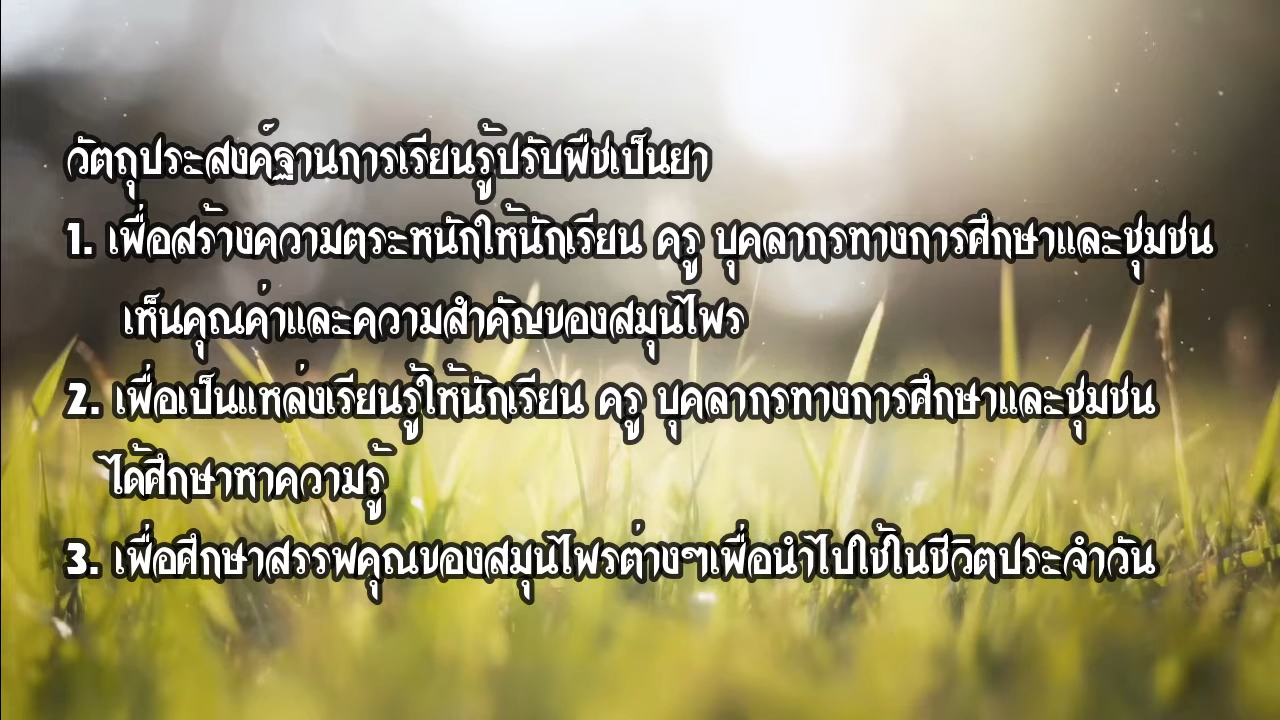 วัตถุประสงค์ฐานการเรียนรู้ปรับพืชเป็นยา
1. เพื่อสร้างความตระหนักให้นักเรียน ครู บุคลากรทางการศึกษาและชุมชน
เห็นคุณค่าและความสำคัญของสมุนไพร
2. เพื่อเป็นแหล่งเรียนรู้ให้นักเรียน ครู บุคลากรทางการศึกษาและชุมชน
ได้ศึกษาหาความรู้
3. เพื่อศึกษาสรรพคุณของสมุนไพรต่างๆเพื่อนำไปใช้ในชีวิตประจำวัน